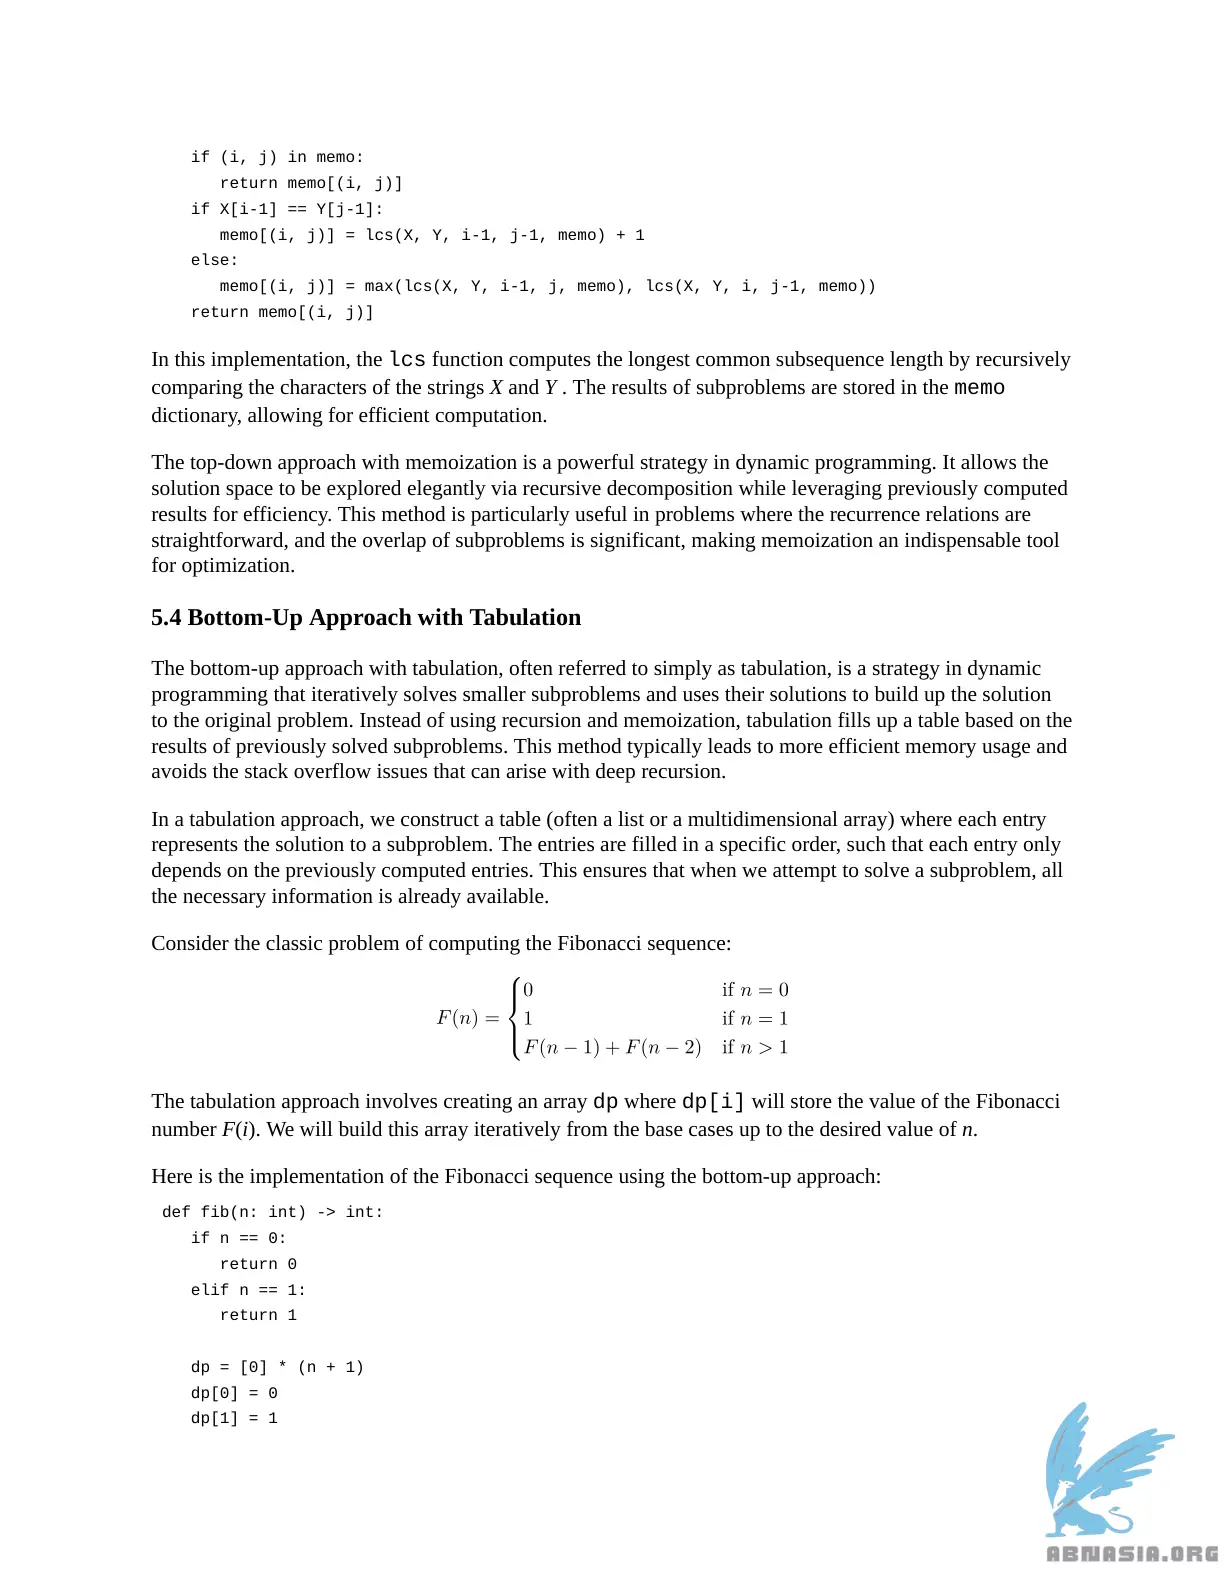 if (i, j) in memo:
return memo[(i, j)]
if X[i-1] == Y[j-1]:
memo[(i, j)] = lcs(X, Y, i-1, j-1, memo) + 1
else:
memo[(i, j)] = max(lcs(X, Y, i-1, j, memo), lcs(X, Y, i, j-1, memo))
return memo[(i, j)]
In this implementation, the lcs function computes the longest common subsequence length by recursively
comparing the characters of the strings X and Y . The results of subproblems are stored in the memo
dictionary, allowing for efficient computation.
The top-down approach with memoization is a powerful strategy in dynamic programming. It allows the
solution space to be explored elegantly via recursive decomposition while leveraging previously computed
results for efficiency. This method is particularly useful in problems where the recurrence relations are
straightforward, and the overlap of subproblems is significant, making memoization an indispensable tool
for optimization.
5.4 Bottom-Up Approach with Tabulation
The bottom-up approach with tabulation, often referred to simply as tabulation, is a strategy in dynamic
programming that iteratively solves smaller subproblems and uses their solutions to build up the solution
to the original problem. Instead of using recursion and memoization, tabulation fills up a table based on the
results of previously solved subproblems. This method typically leads to more efficient memory usage and
avoids the stack overflow issues that can arise with deep recursion.
In a tabulation approach, we construct a table (often a list or a multidimensional array) where each entry
represents the solution to a subproblem. The entries are filled in a specific order, such that each entry only
depends on the previously computed entries. This ensures that when we attempt to solve a subproblem, all
the necessary information is already available.
Consider the classic problem of computing the Fibonacci sequence:
0 if n = 0
F(n) = { 1 if n = 1
F(n − 1) + F(n − 2) if n > 1
The tabulation approach involves creating an array dp where dp[i] will store the value of the Fibonacci
number F(i). We will build this array iteratively from the base cases up to the desired value of n.
Here is the implementation of the Fibonacci sequence using the bottom-up approach:
def fib(n: int) -> int:
if n == 0:
return 0
elif n == 1:
return 1
dp = [0] * (n + 1)
dp[0] = 0
dp[1] = 1
ABNASIA.ORG